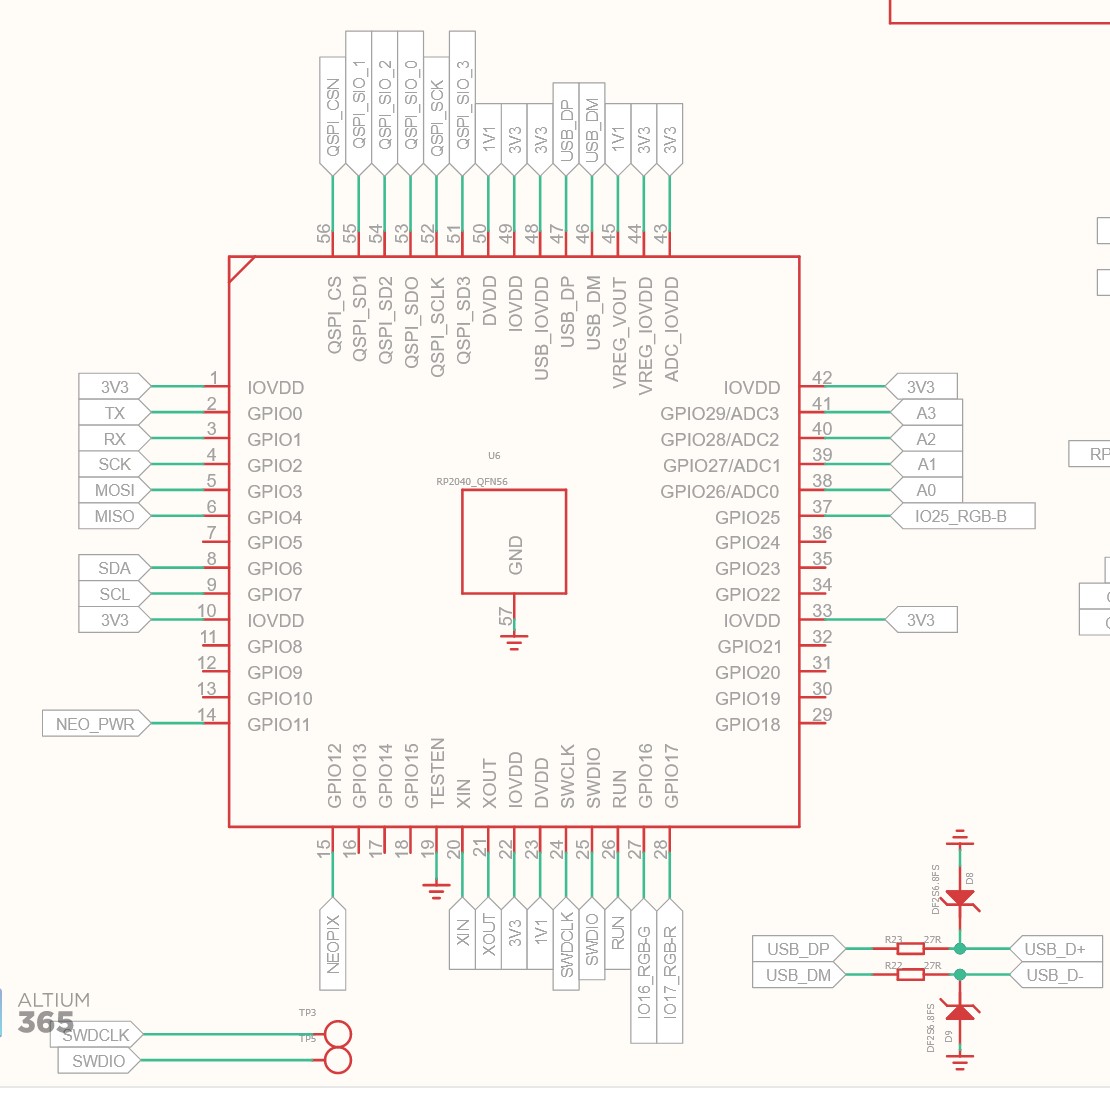 QSPI_CSN
QSPI_SIO_1
QSPI_SIO_2
QSPI_SIO_0
QSPI_SCK
QSPI_SIO_3
1V1
3V3
3V3
USB_DP
USB_DM
1V1
3V3
3V3
56
55
54
53
52
51
50
49
48
47
46
45
44
43
QSPI_CS
QSPI_SD1
QSPI_SD2
QSPI_SDO
QSPI_SCLK
QSPI_SD3
DVDD
IOVDD
USB_IOVDD
USB_DP
USB_DM
VREG_VOUT
VREG_IOVDD
ADC_IOVDD
3V3 1 IOVDD
TX 2 GPIO0
RX 3 GPIO1
SCK 4 GPIO2
MOSI 5 GPIO3
MISO 6 GPIO4
7 GPIO5
SDA 8 GPIO6
SCL 9 GPIO7
3V3 10 IOVDD
11 GPIO8
12 GPIO9
13 GPIO10
NEO_PWR 14 GPIO11
U6
RP2040_QFN56
GND
57
IOVDD 42 3V3
GPIO29/ADC3 41 A3
GPIO28/ADC2 40 A2
GPIO27/ADC1 39 A1
GPIO26/ADC0 38 A0
GPIO25 37 IO25_RGB-B
GPIO24 36
GPIO23 35
GPIO22 34
IOVDD 33 3V3
GPIO21 32
GPIO20 31
GPIO19 30
GPIO18 29
RP
GPIO12
GPIO13
GPIO14
GPIO15
TESTEN
XIN
XOUT
IOVDD
DVDD
SWCLK
SWDIO
RUN
GPIO16
GPIO17
15
16
17
18
19
20
21
22
23
24
25
26
27
28
NEOPIX
XIN
XOUT
3V3
1V1
SWDCLK
SWDIO
RUN
IO16_RGB-G
IO17_RGB-R
DF2S6.8FS
D8
USB_DP R23 27R USB_D+
USB_DM R22 27R USB_D-
DF2S6.8FS
D9
ALTIUM
365
SWDCLK TP3
SWDIO TP5